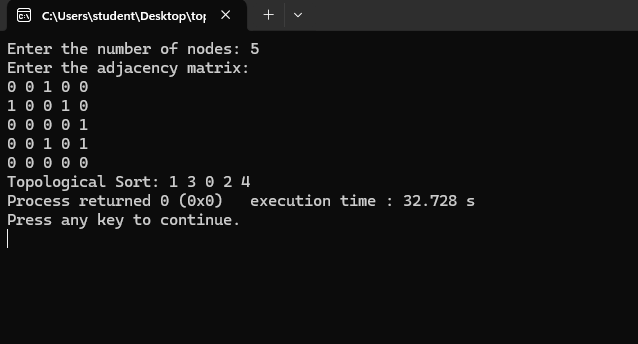 C:\Users\student\Desktop\top
Enter the number of nodes: 5
Enter the adjacency matrix:
0 0 1 0 0
1 0 0 1 0
0 0 0 0 1
0 0 1 0 1
0 0 0 0 0
Topological Sort: 1 3 0 2 4
Process returned 0 (0x0)   execution time : 32.728 s
Press any key to continue.